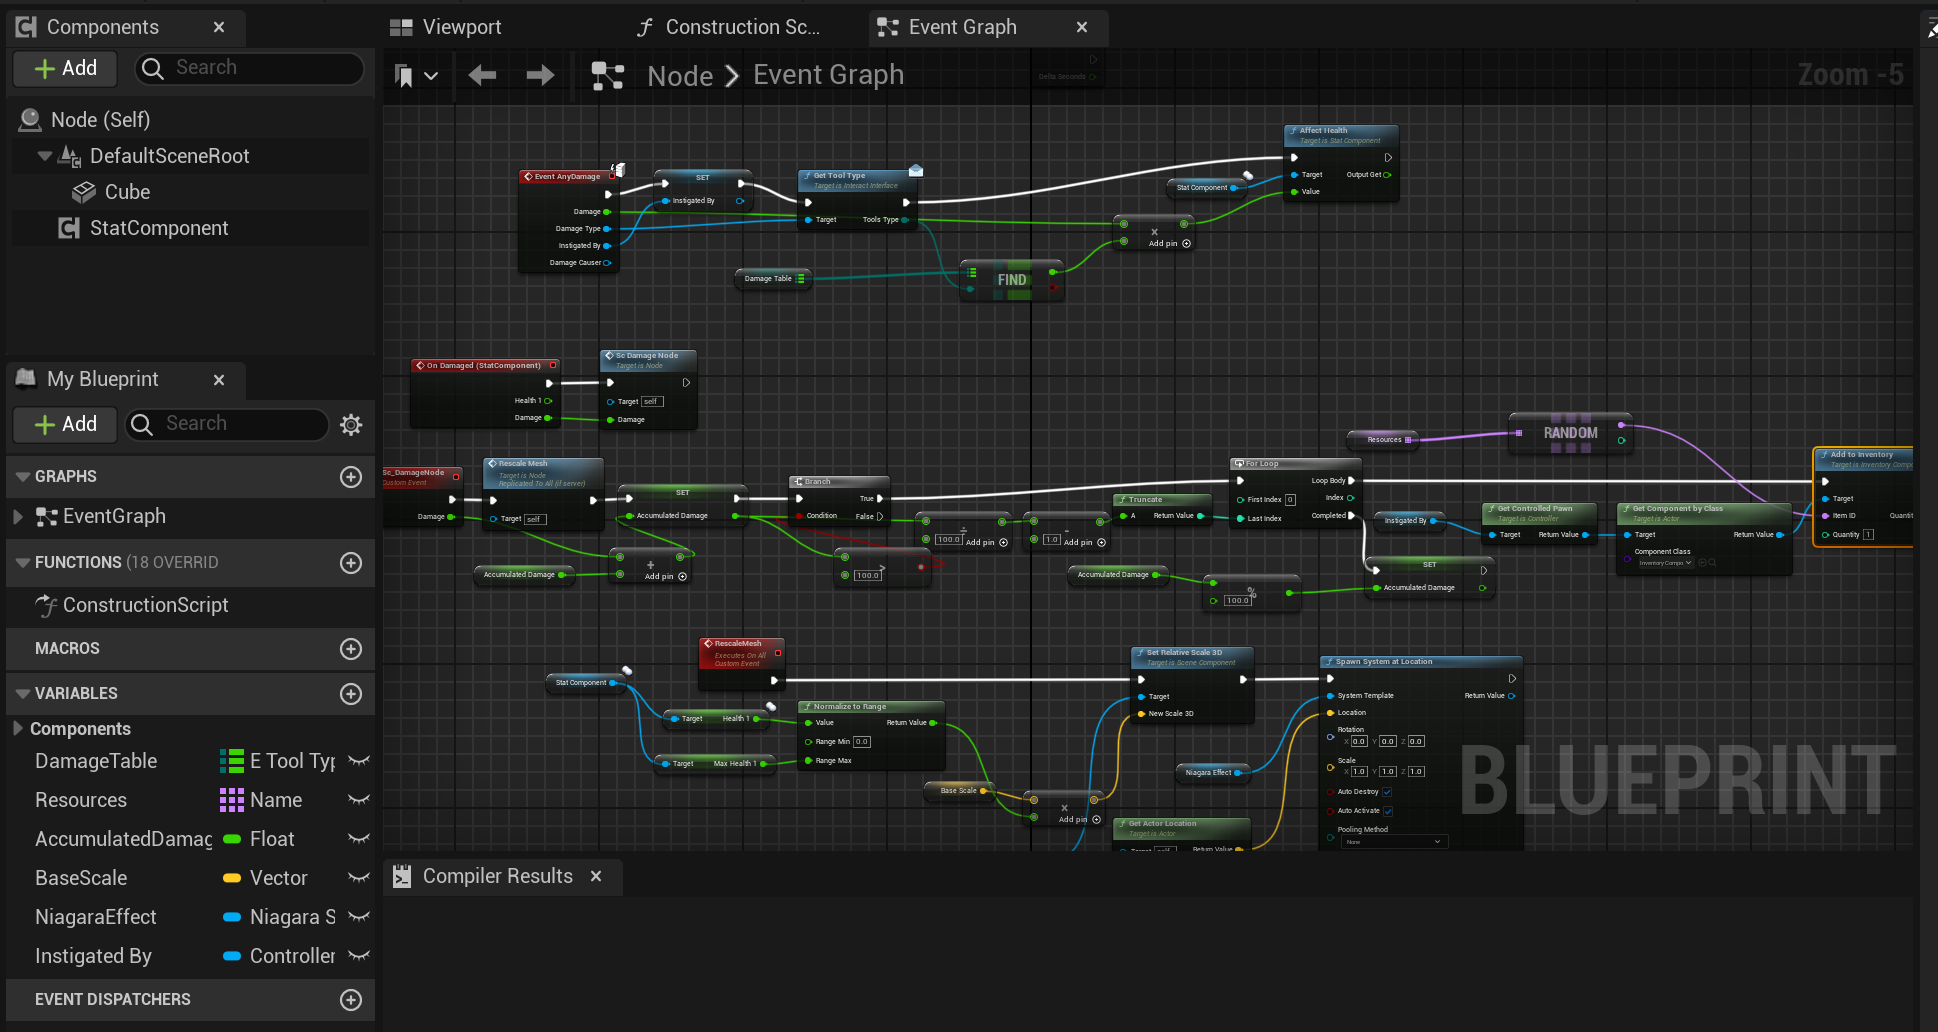 Components
Add
Search
Node (Self)
DefaultSceneRoot
Cube
StatComponent
My Blueprint
Add
Search
GRAPHS
EventGraph
FUNCTIONS (18 OVERRID
ConstructionScript
MACROS
VARIABLES
Components
DamageTable E Tool Typ
Resources Name
AccumulatedDamag Float
BaseScale Vector
NiagaraEffect Niagara S
Instigated By Controller
EVENT DISPATCHERS
Viewport
Construction Sc...
Event Graph
Node > Event Graph
Zoom -5
Delta Seconds
Event AnyDamage
Damage
Damage Type
Instigated By
Damage Causer
SET
Instigated By
Get Tool Type
Target is Interact Interface
Target Tools Type
Damage Table
FIND
Add pin
Stat Component
Affect Health
Target is Stat Component
Target Output Get
Value
On Damaged (StatComponent)
Health 1
Damage
Sc Damage Node
Target is Node
Target self
Damage
Sc_DamageNode
Custom Event
Damage
Rescale Mesh
Target is Node
Replicated To All (if server)
Target self
SET
Accumulated Damage
Accumulated Damage
+
Add pin
Branch
True
Condition False
>
100.0
÷
100.0 Add pin
-
1.0 Add pin
Truncate
A Return Value
For Loop
Loop Body
First Index 0 Index
Last Index Completed
Accumulated Damage
%
100.0
SET
Accumulated Damage
Resources
RANDOM
Instigated By
Get Controlled Pawn
Target is Controller
Target Return Value
Get Component by Class
Target is Actor
Target Return Value
Component Class
Inventory Compo
Add to Inventory
Target is Inventory Compo
Target
Item ID Quanti
Quantity 1
RescaleMesh
Executes On All
Custom Event
Stat Component
Target Health 1
Target Max Health 1
Normalize to Range
Value Return Value
Range Min 0.0
Range Max
Base Scale
×
Add pin
Set Relative Scale 3D
Target is Scene Component
Target
New Scale 3D
Get Actor Location
Target is Actor
Target self Return Value
Niagara Effect
Spawn System at Location
System Template Return Value
Location
Rotation
X 0.0 Y 0.0 Z 0.0
Scale
X 1.0 Y 1.0 Z 1.0
Auto Destroy
Auto Activate
Pooling Method
None
BLUEPRINT
Compiler Results